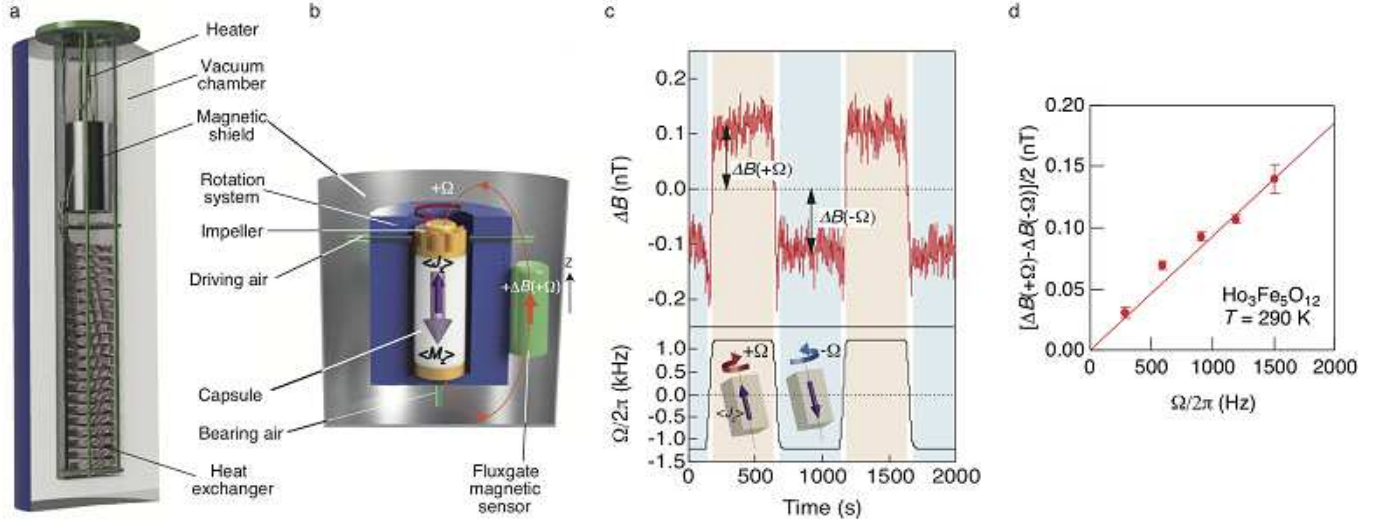 a
Heater
Vacuum
chamber
Magnetic
shield
Rotation
system
Impeller
Driving air
Capsule
Bearing air
Heat
exchanger
b
+Ω
<J_z>
+ΔB(+Ω)
z
<M_z>
Fluxgate
magnetic
sensor
c
ΔB (nT)
0.2
0.1
0.0
-0.1
-0.2
ΔB(+Ω)
ΔB(-Ω)
Ω/2π (kHz)
1.0
0.5
0.0
-0.5
-1.0
-1.5
+Ω
-Ω
<J_z>
0
500
1000
1500
2000
Time (s)
d
[ΔB(+Ω)-ΔB(-Ω)]/2 (nT)
0.20
0.15
0.10
0.05
0
Ho₃Fe₅O₁₂
T = 290 K
0
500
1000
1500
2000
Ω/2π (Hz)